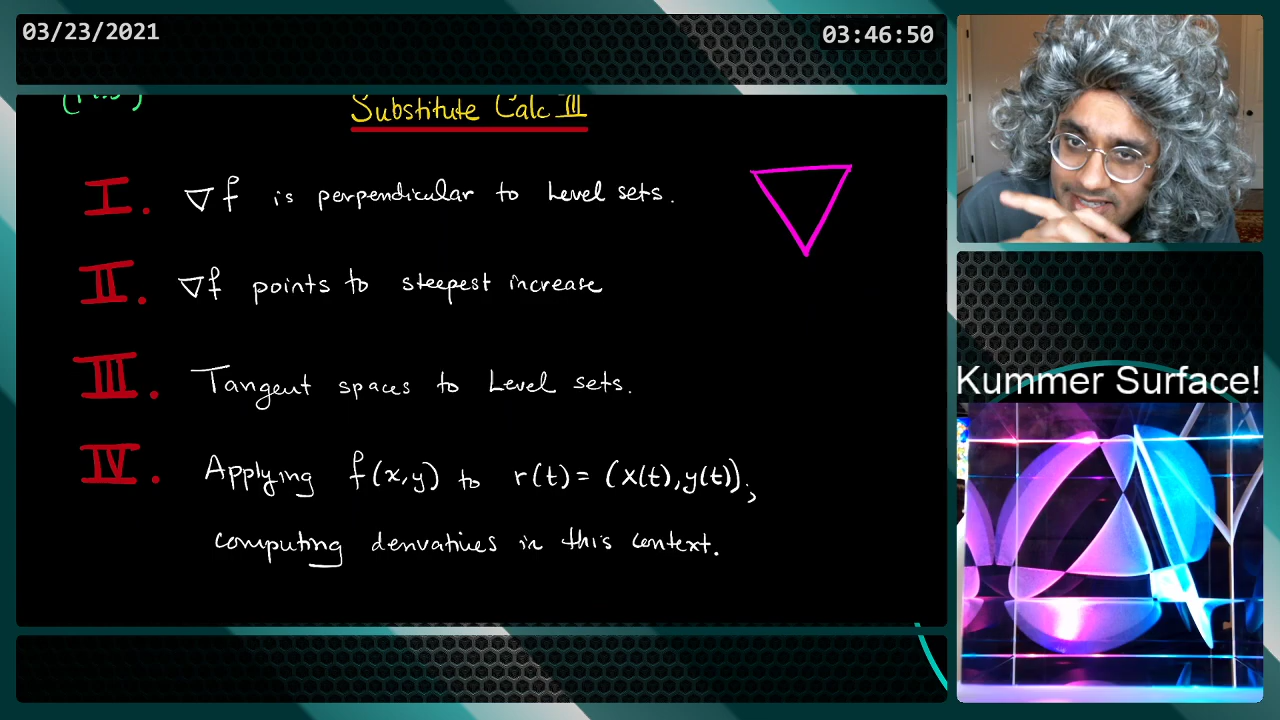 03/23/2021
03:46:50
Substitute Calc III
I. ∇f is perpendicular to Level sets.
II. ∇f points to steepest increase
III. Tangent spaces to Level sets.
IV. Applying f(x,y) to r(t) = (x(t), y(t)),
computing derivatives in this context.
Kummer Surface!